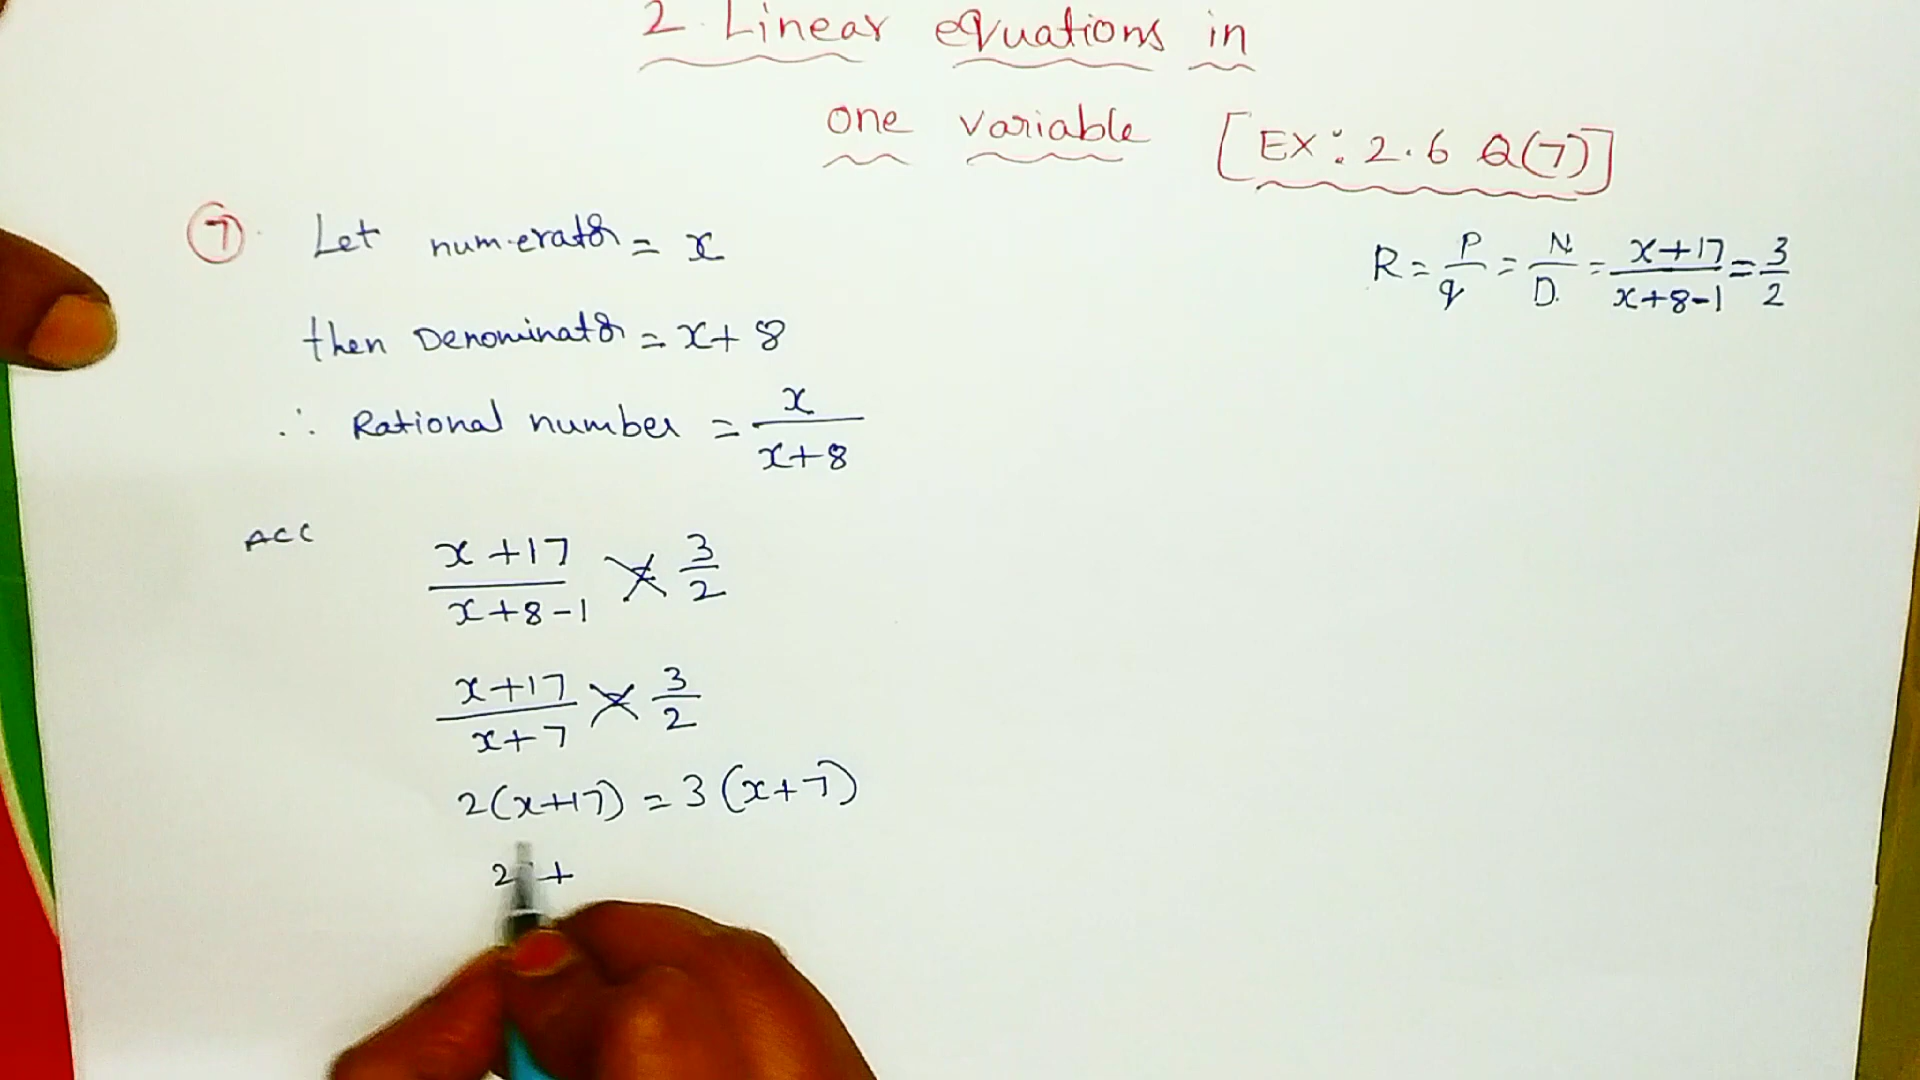 2. Linear equations in
one variable [EX: 2.6 Q(7)]
7. Let numerator = x
R = P/q = N/D. = x+17/x+8-1 = 3/2
then Denominator = x+8
∴ Rational number = x/x+8
ACC
x+17/x+8-1 = 3/2
x+17/x+7 = 3/2
2(x+17) = 3(x+7)
2 +